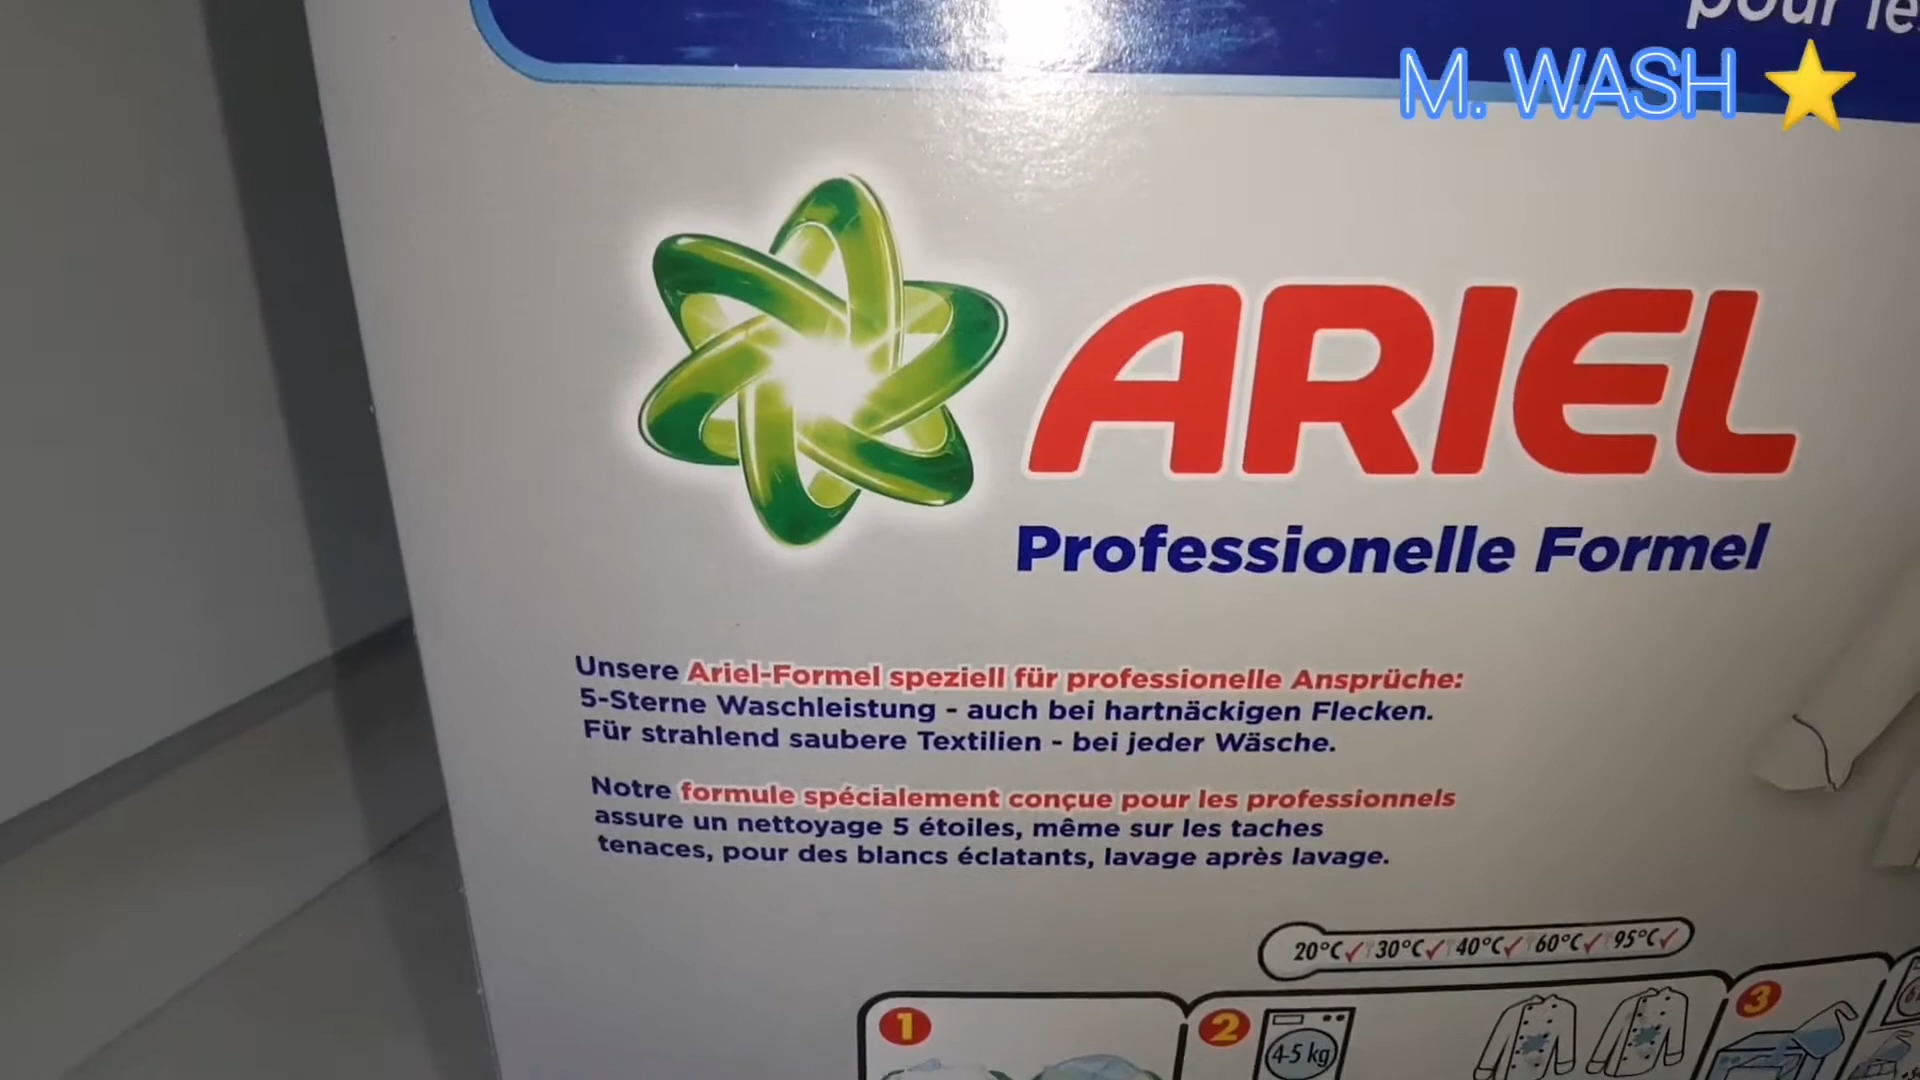 pour les
M. WASH
ARIEL
Professionelle Formel
Unsere Ariel-Formel speziell für professionelle Ansprüche:
5-Sterne Waschleistung - auch bei hartnäckigen Flecken.
Für strahlend saubere Textilien - bei jeder Wäsche.
Notre formule spécialement conçue pour les professionnels
assure un nettoyage 5 étoiles, même sur les taches
tenaces, pour des blancs éclatants, lavage après lavage.
20°C✓ 30°C✓ 40°C✓ 60°C✓ 95°C✓
1 2 3
4-5 kg